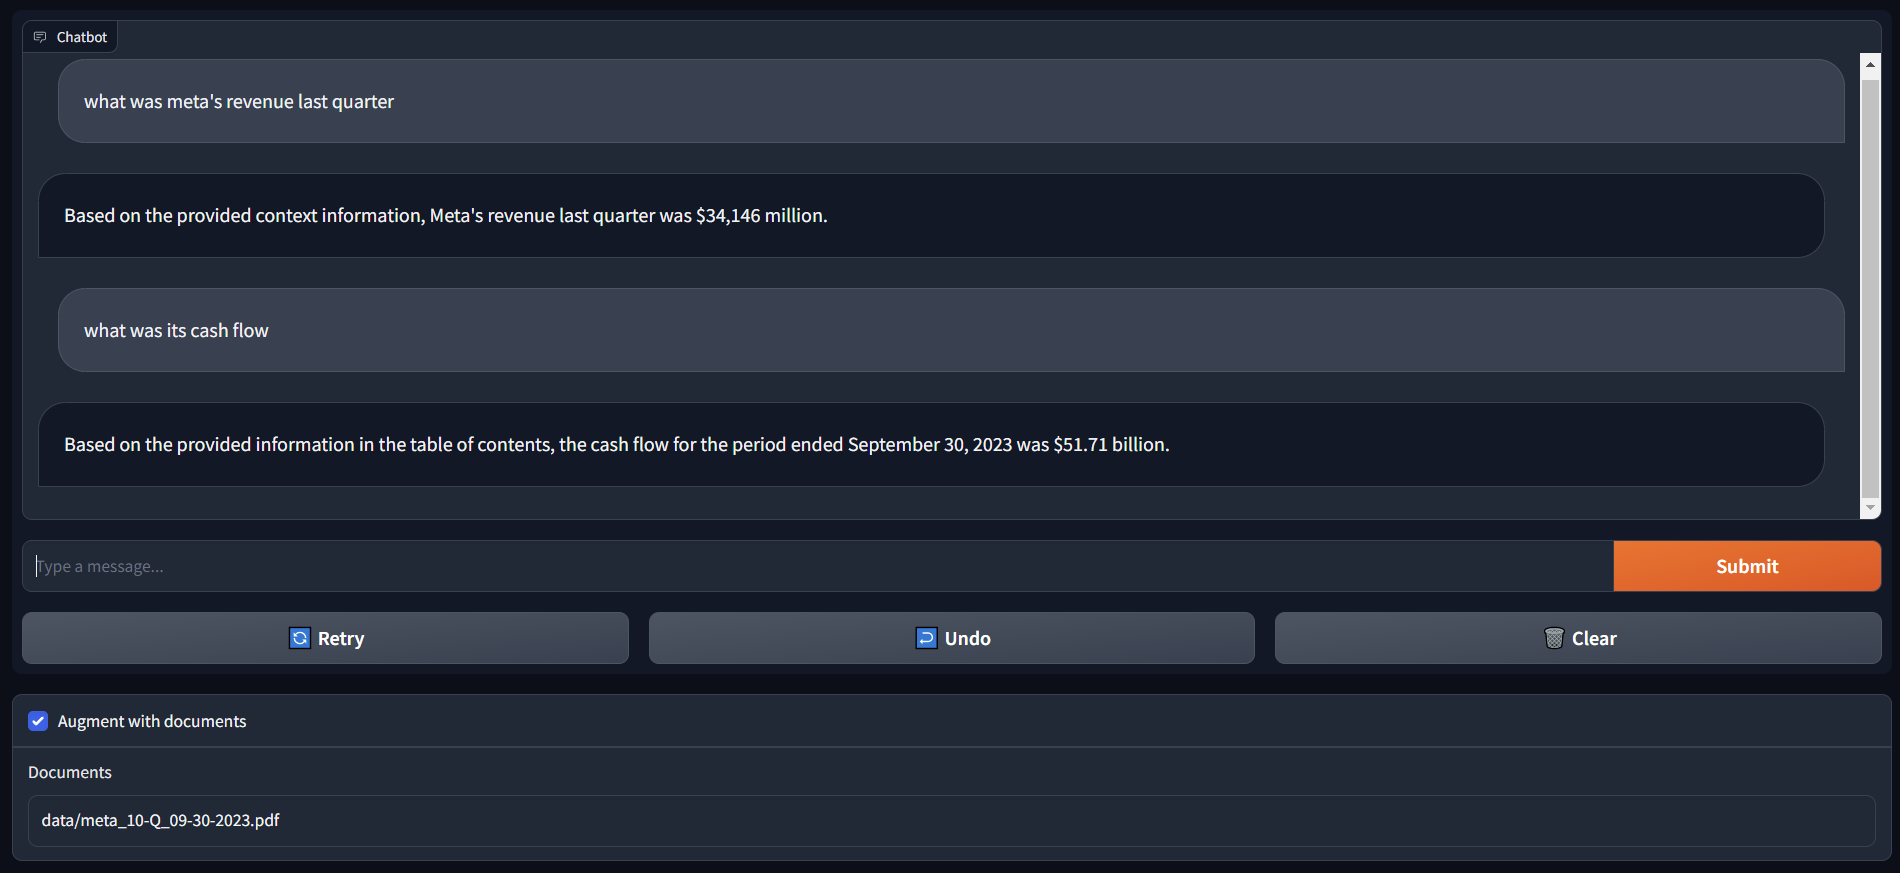 Chatbot
what was meta's revenue last quarter
Based on the provided context information, Meta's revenue last quarter was $34,146 million.
what was its cash flow
Based on the provided information in the table of contents, the cash flow for the period ended September 30, 2023 was $51.71 billion.
Type a message...
Submit
Retry
Undo
Clear
Augment with documents
Documents
data/meta_10-Q_09-30-2023.pdf